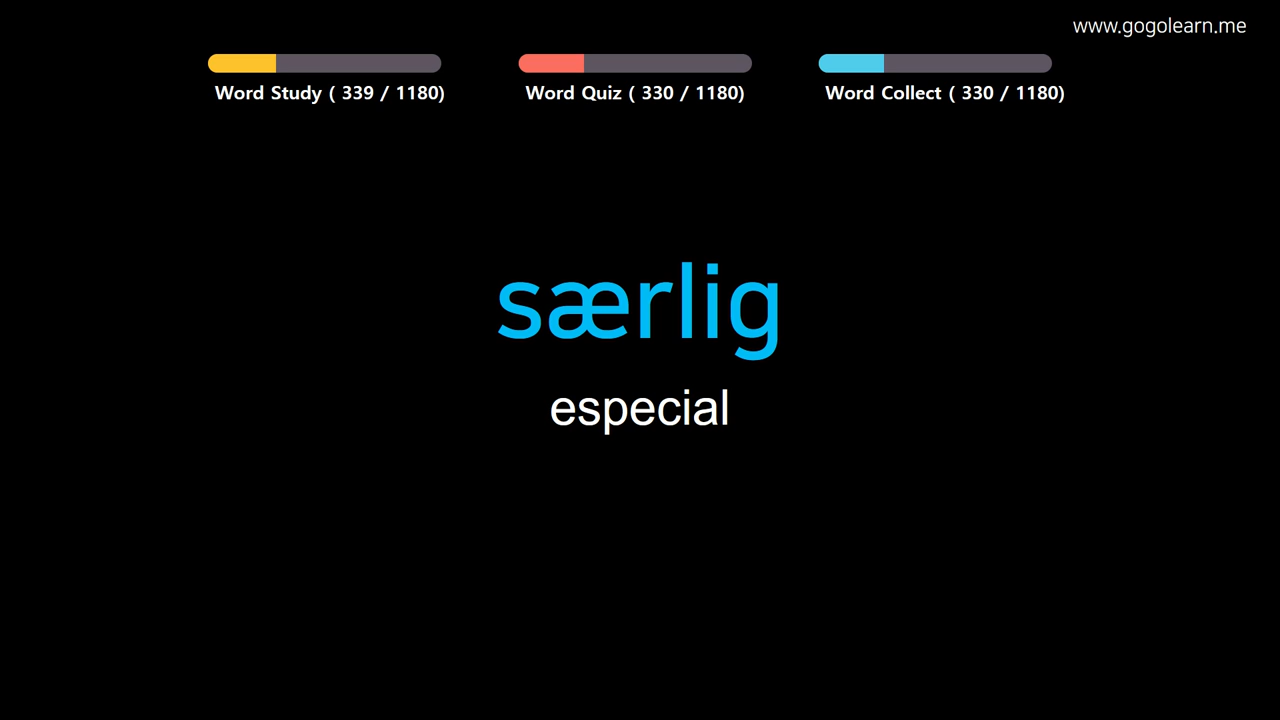 www.gogolearn.me
Word Study ( 339 / 1180)
Word Quiz ( 330 / 1180)
Word Collect ( 330 / 1180)
særlig
especial